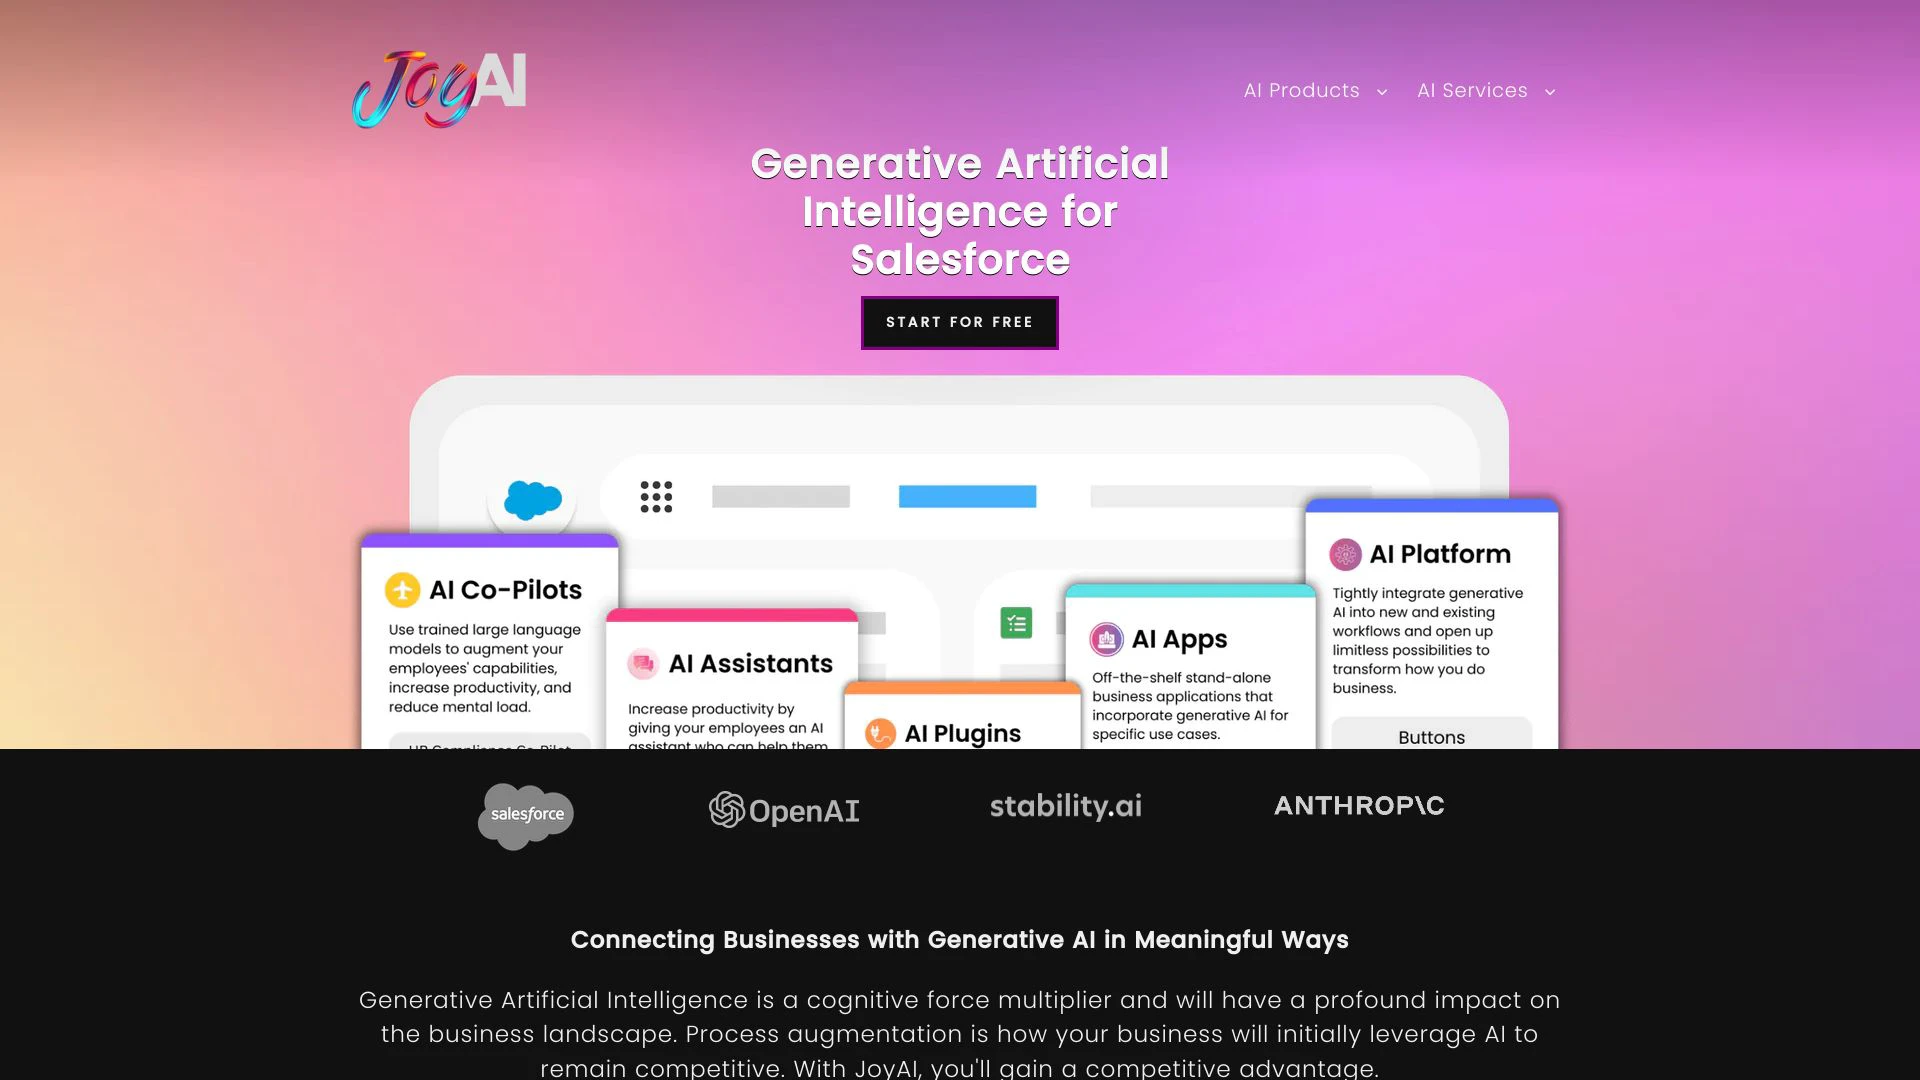 JoyAI
AI Products
AI Services
Generative Artificial
Intelligence for
Salesforce
START FOR FREE
AI Co-Pilots
Use trained large language
models to augment your
employees' capabilities,
increase productivity, and
reduce mental load.
HR Compliance Co-Pilot
AI Assistants
Increase productivity by
giving your employees an AI
assistant who can help them
AI Plugins
AI Apps
Off-the-shelf stand-alone
business applications that
incorporate generative AI for
specific use cases.
AI Platform
Tightly integrate generative
AI into new and existing
workflows and open up
limitless possibilities to
transform how you do
business.
Buttons
salesforce
OpenAI
stability.ai
ANTHROP\C
Connecting Businesses with Generative AI in Meaningful Ways
Generative Artificial Intelligence is a cognitive force multiplier and will have a profound impact on
the business landscape. Process augmentation is how your business will initially leverage AI to
remain competitive. With JoyAI, you'll gain a competitive advantage.